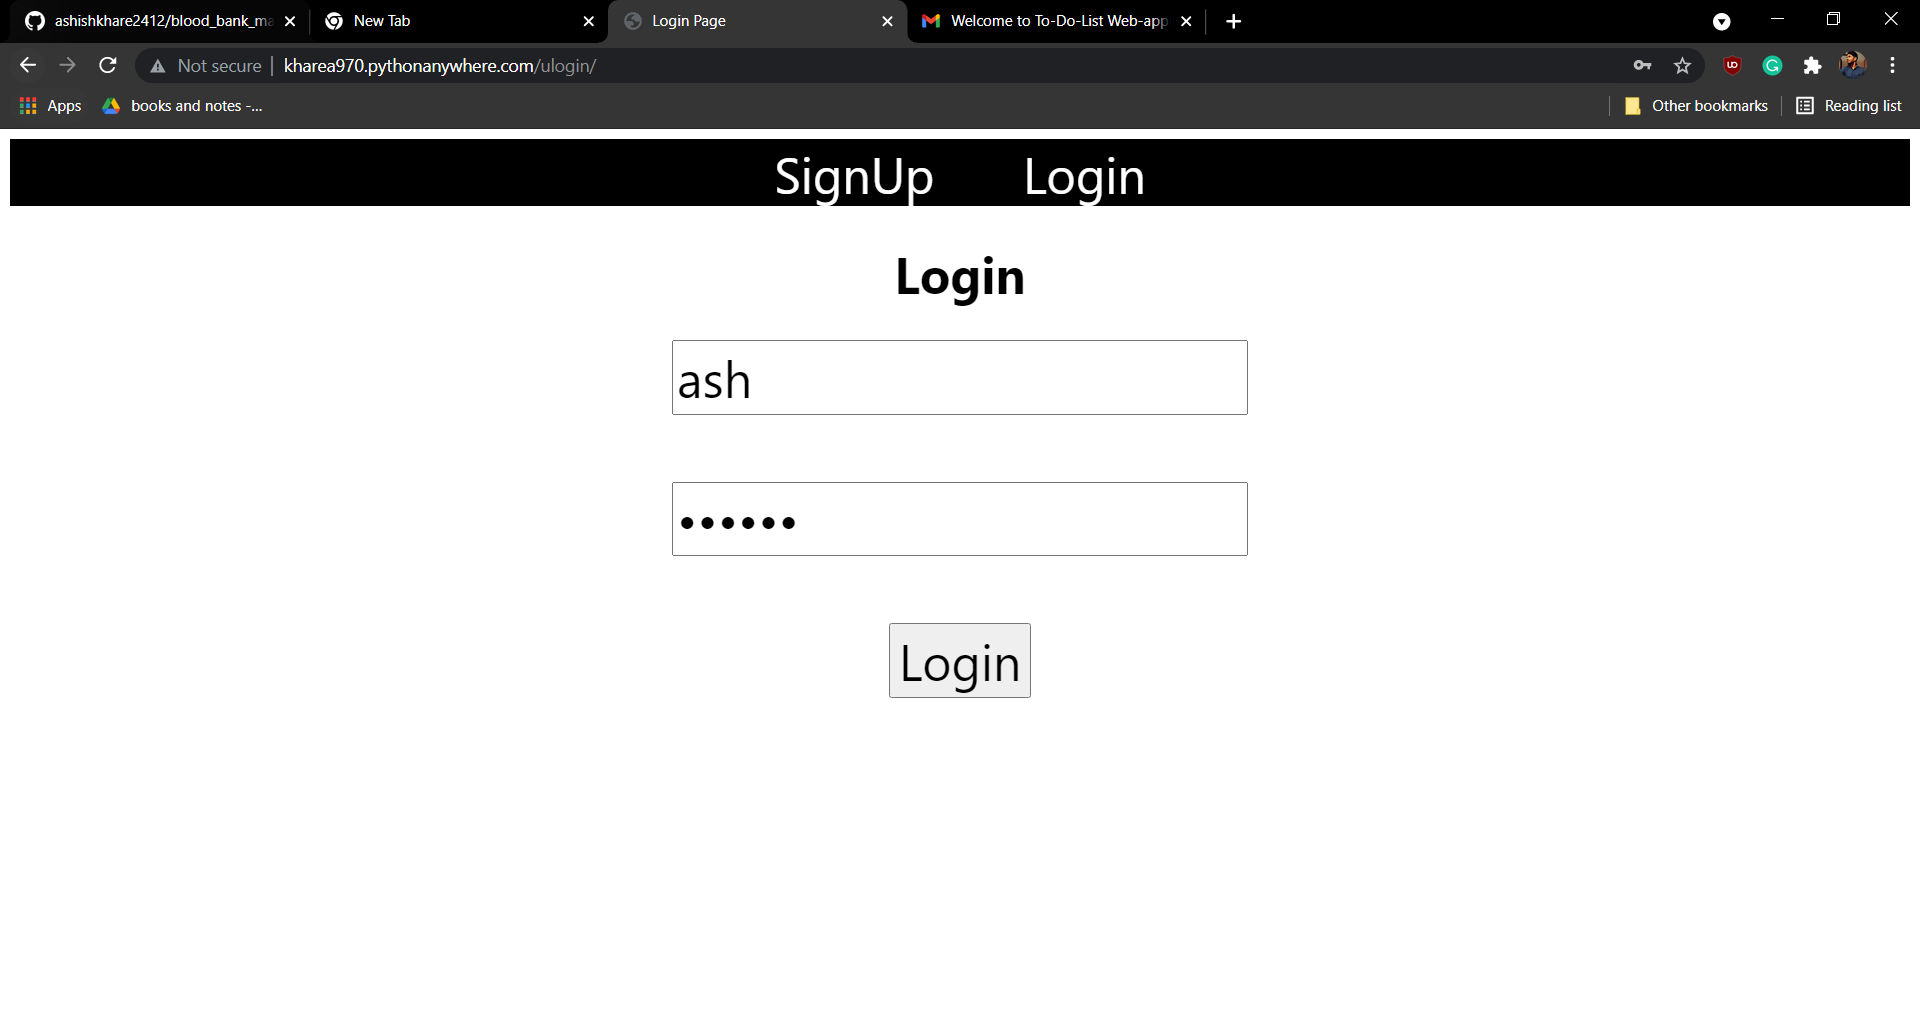 ashishkhare2412/blood_bank_ma
New Tab
Login Page
Welcome to To-Do-List Web-app
Not secure | kharea970.pythonanywhere.com/ulogin/
Apps
books and notes -...
Other bookmarks
Reading list
SignUp Login
Login
ash
••••••
Login